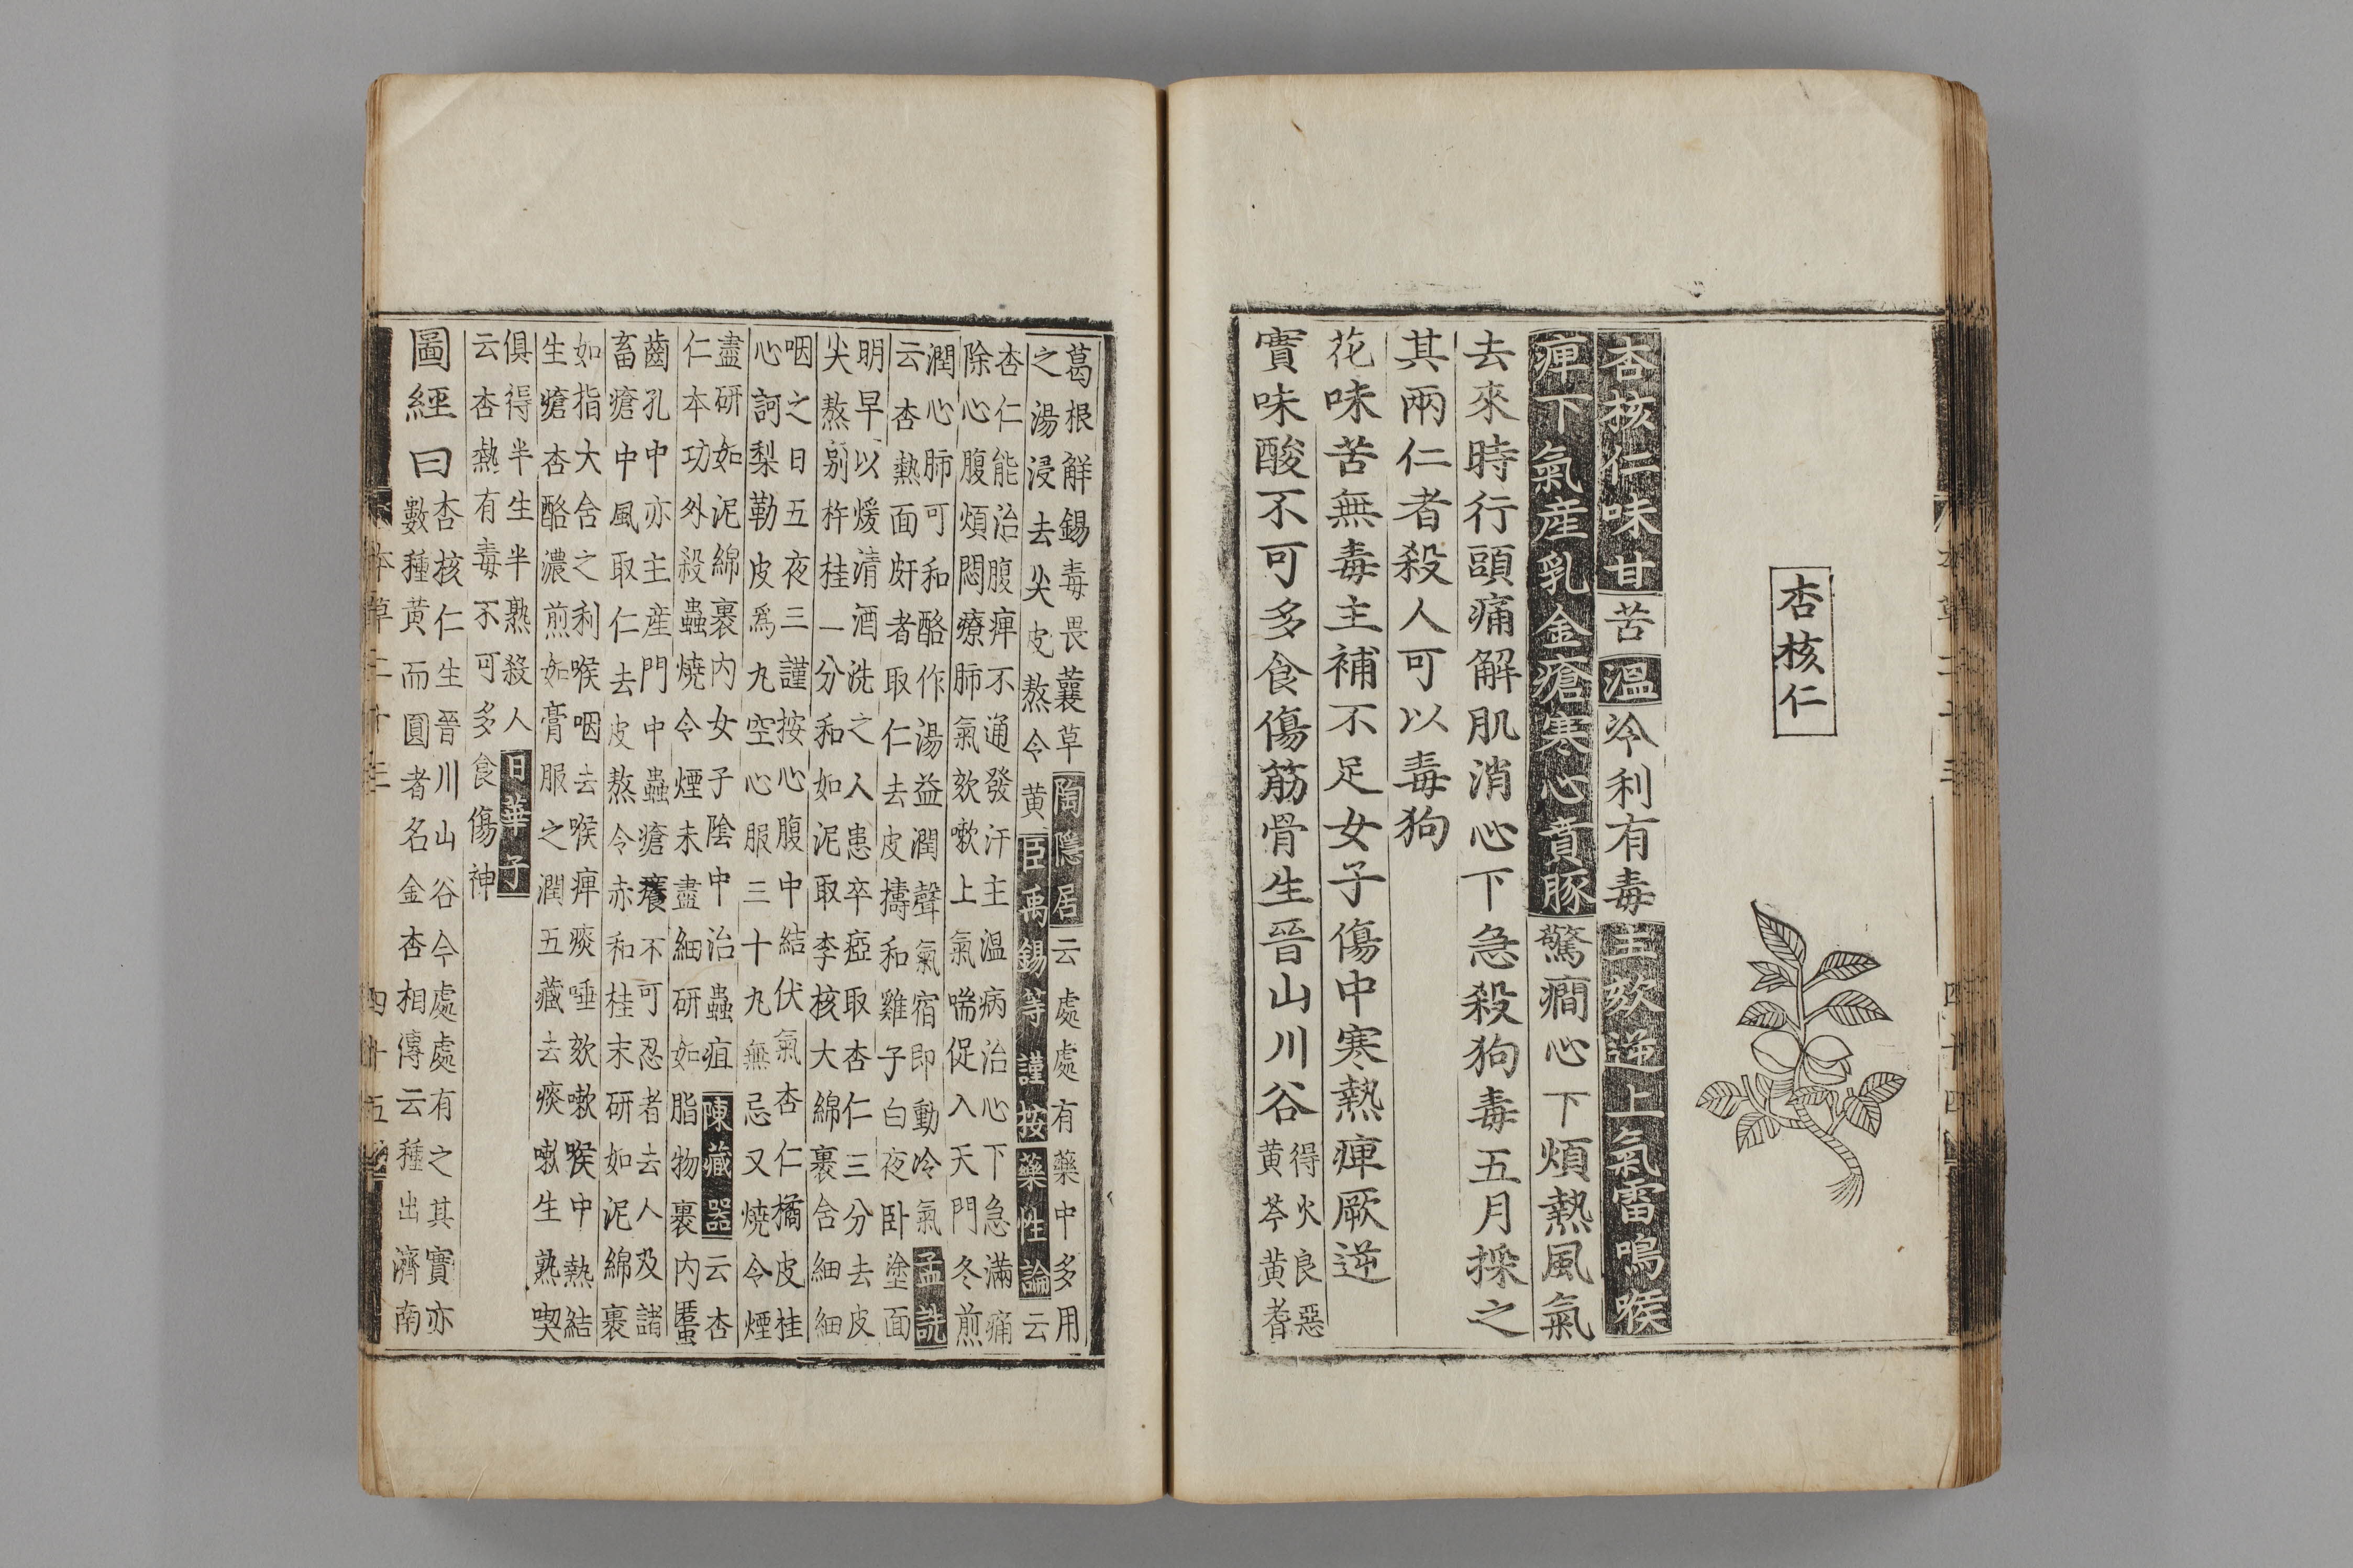 杏核仁
杏核仁味甘苦溫冷利有毒主欬逆上氣雷鳴喉
痺下氣産乳金瘡寒心賁豚驚癎心下煩熱風氣
去來時行頭痛解肌消心下急殺狗毒五月採之
其兩仁者殺人可以毒狗
花味苦無毒主補不足女子傷中寒熱痺厥逆
實味酸不可多食傷筋骨生晉山川谷
得火良惡
黄芩黄耆
葛根解錫毒畏蘘草陶隱居云處處有藥中多用
之湯浸去尖皮熬令黄臣禹錫等謹按藥性論云
杏仁能治腹痺不通發汗主溫病治心下急滿痛
除心腹煩悶療肺氣欬嗽上氣喘促入天門冬煎
潤心肺可和酪作湯益潤聲氣宿即動冷氣孟詵
云杏熱面皯者取仁去皮擣和雞子白夜卧塗面
明早以煖清酒洗之人患卒瘂取杏仁三分去皮
尖熬别杵桂一分和如泥取李核大綿裹含細細
咽之日五夜三謹按心腹中結伏氣杏仁橘皮桂
心訶梨勒皮爲丸空心服三十九無忌又燒令煙
盡研如泥綿裹内女子陰中治蟲疽陳藏器云杏
仁本功外殺蟲燒令煙未盡細研如脂物裹内䘌
齒孔中亦主産門中蟲瘡癢不可忍者去人及諸
畜瘡中風取仁去皮熬令赤和桂末研如泥綿裹
如指大含之利喉咽去喉痺痰唾欬嗽喉中熱結
生瘡杏酪濃煎如膏服之潤五藏去痰嗽生熟喫
俱得半生半熟殺人日華子
云杏熱有毒不可多食傷神
圖經曰
杏核仁生晉川山谷今處處有之其實亦
數種黄而圓者名金杏相傳云種出濟南
本草二十三
四十五